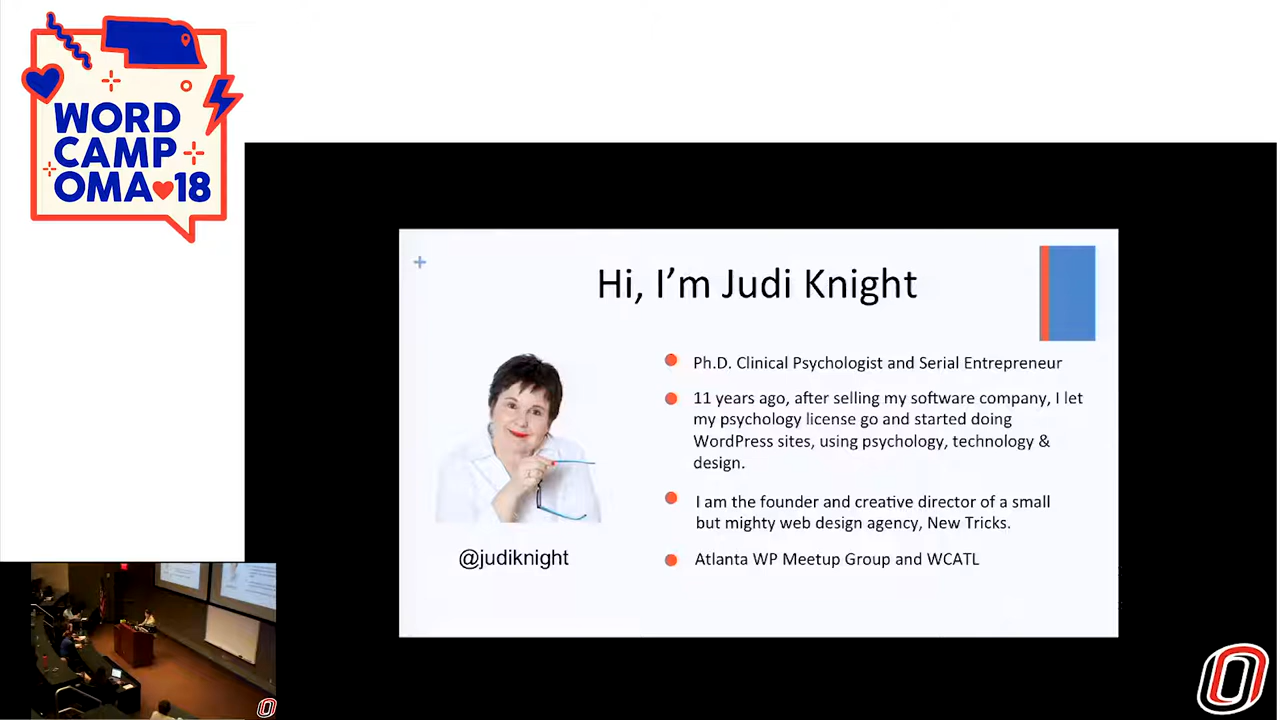 WORD
CAMP
OMA 18
Hi, I'm Judi Knight
Ph.D. Clinical Psychologist and Serial Entrepreneur
11 years ago, after selling my software company, I let
my psychology license go and started doing
WordPress sites, using psychology, technology &
design.
I am the founder and creative director of a small
but mighty web design agency, New Tricks.
@judiknight
Atlanta WP Meetup Group and WCATL